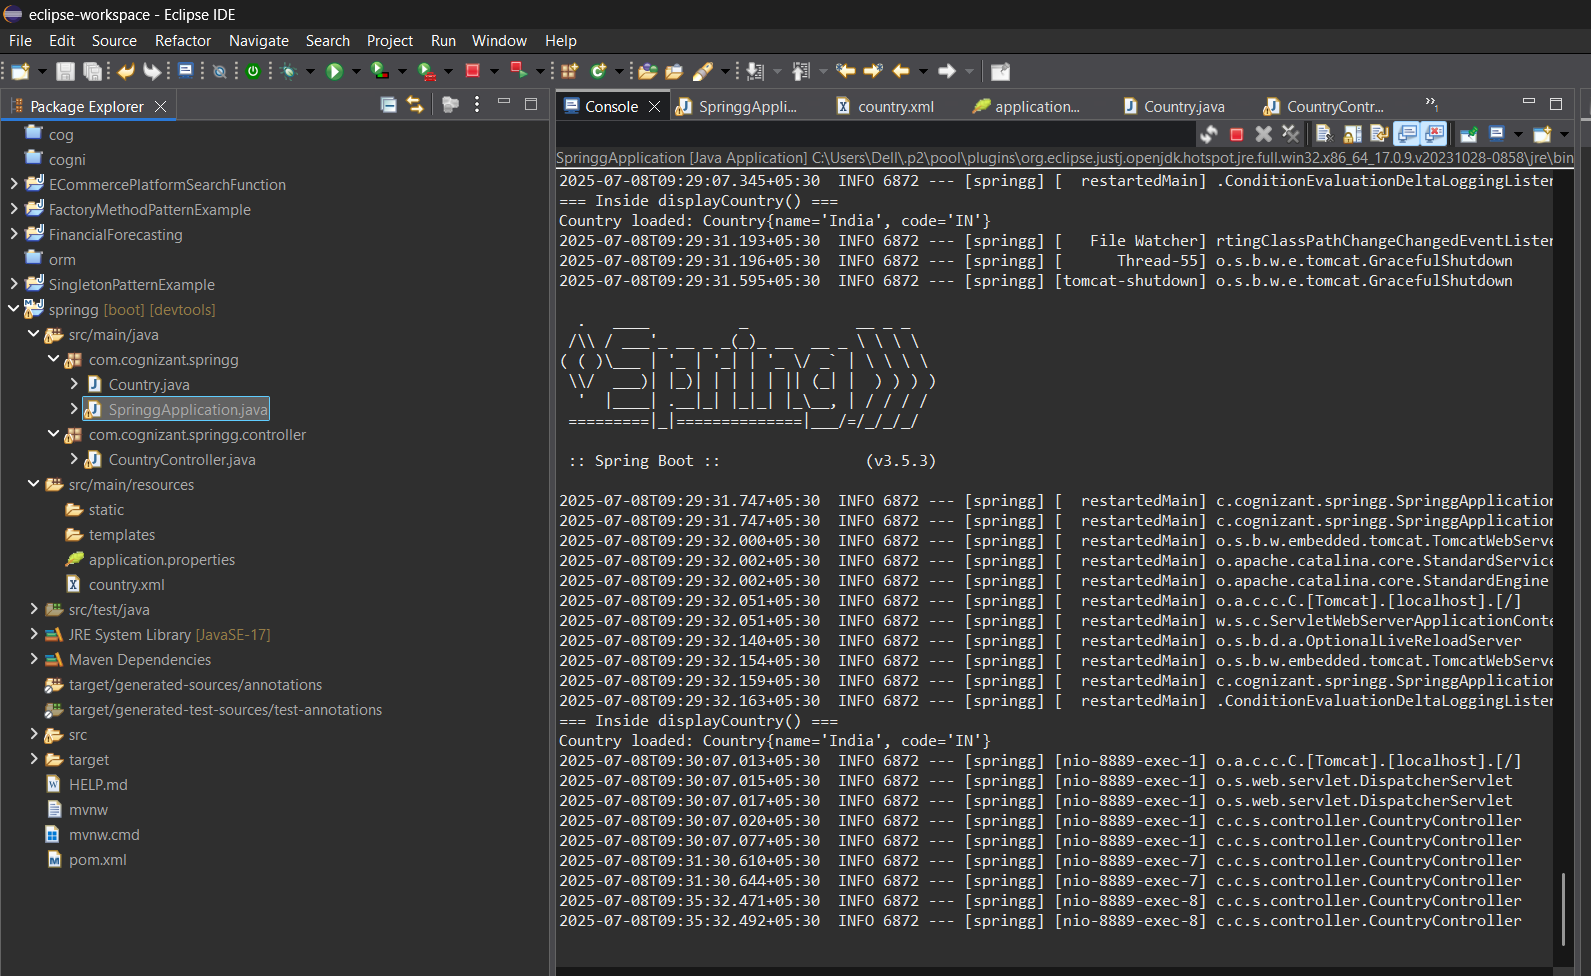 eclipse-workspace - Eclipse IDE
File Edit Source Refactor Navigate Search Project Run Window Help
Package Explorer
cog
cogni
ECommercePlatformSearchFunction
FactoryMethodPatternExample
FinancialForecasting
orm
SingletonPatternExample
springg [boot] [devtools]
src/main/java
com.cognizant.springg
Country.java
SpringgApplication.java
com.cognizant.springg.controller
CountryController.java
src/main/resources
static
templates
application.properties
country.xml
src/test/java
JRE System Library [JavaSE-17]
Maven Dependencies
target/generated-sources/annotations
target/generated-test-sources/test-annotations
src
target
HELP.md
mvnw
mvnw.cmd
pom.xml
Console SpringgAppli... country.xml application... Country.java CountryContr... »1
SpringgApplication [Java Application] C:\Users\Dell\.p2\pool\plugins\org.eclipse.justj.openjdk.hotspot.jre.full.win32.x86_64_17.0.9.v20231028-0858\jre\bin
2025-07-08T09:29:07.345+05:30  INFO 6872 --- [springg] [  restartedMain] .ConditionEvaluationDeltaLoggingListen
=== Inside displayCountry() ===
Country loaded: Country{name='India', code='IN'}
2025-07-08T09:29:31.193+05:30  INFO 6872 --- [springg] [   File Watcher] rtingClassPathChangeChangedEventListen
2025-07-08T09:29:31.196+05:30  INFO 6872 --- [springg] [      Thread-55] o.s.b.w.e.tomcat.GracefulShutdown
2025-07-08T09:29:31.595+05:30  INFO 6872 --- [springg] [tomcat-shutdown] o.s.b.w.e.tomcat.GracefulShutdown
  .   ____          _            __ _ _
 /\\ / ___'_ __ _ _(_)_ __  __ _ \ \ \ \
( ( )\___ | '_ | '_| | '_ \/ _` | \ \ \ \
 \\/  ___)| |_)| | | | | || (_| |  ) ) ) )
  '  |____| .__|_| |_|_| |_\__, | / / / /
 =========|_|==============|___/=/_/_/_/
 :: Spring Boot ::                (v3.5.3)
2025-07-08T09:29:31.747+05:30  INFO 6872 --- [springg] [  restartedMain] c.cognizant.springg.SpringgApplication
2025-07-08T09:29:31.747+05:30  INFO 6872 --- [springg] [  restartedMain] c.cognizant.springg.SpringgApplication
2025-07-08T09:29:32.000+05:30  INFO 6872 --- [springg] [  restartedMain] o.s.b.w.embedded.tomcat.TomcatWebServe
2025-07-08T09:29:32.002+05:30  INFO 6872 --- [springg] [  restartedMain] o.apache.catalina.core.StandardService
2025-07-08T09:29:32.002+05:30  INFO 6872 --- [springg] [  restartedMain] o.apache.catalina.core.StandardEngine
2025-07-08T09:29:32.051+05:30  INFO 6872 --- [springg] [  restartedMain] o.a.c.c.C.[Tomcat].[localhost].[/]
2025-07-08T09:29:32.051+05:30  INFO 6872 --- [springg] [  restartedMain] w.s.c.ServletWebServerApplicationConte
2025-07-08T09:29:32.140+05:30  INFO 6872 --- [springg] [  restartedMain] o.s.b.d.a.OptionalLiveReloadServer
2025-07-08T09:29:32.154+05:30  INFO 6872 --- [springg] [  restartedMain] o.s.b.w.embedded.tomcat.TomcatWebServe
2025-07-08T09:29:32.159+05:30  INFO 6872 --- [springg] [  restartedMain] c.cognizant.springg.SpringgApplication
2025-07-08T09:29:32.163+05:30  INFO 6872 --- [springg] [  restartedMain] .ConditionEvaluationDeltaLoggingListen
=== Inside displayCountry() ===
Country loaded: Country{name='India', code='IN'}
2025-07-08T09:30:07.013+05:30  INFO 6872 --- [springg] [nio-8889-exec-1] o.a.c.c.C.[Tomcat].[localhost].[/]
2025-07-08T09:30:07.015+05:30  INFO 6872 --- [springg] [nio-8889-exec-1] o.s.web.servlet.DispatcherServlet
2025-07-08T09:30:07.017+05:30  INFO 6872 --- [springg] [nio-8889-exec-1] o.s.web.servlet.DispatcherServlet
2025-07-08T09:30:07.020+05:30  INFO 6872 --- [springg] [nio-8889-exec-1] c.c.s.controller.CountryController
2025-07-08T09:30:07.077+05:30  INFO 6872 --- [springg] [nio-8889-exec-1] c.c.s.controller.CountryController
2025-07-08T09:31:30.610+05:30  INFO 6872 --- [springg] [nio-8889-exec-7] c.c.s.controller.CountryController
2025-07-08T09:31:30.644+05:30  INFO 6872 --- [springg] [nio-8889-exec-7] c.c.s.controller.CountryController
2025-07-08T09:35:32.471+05:30  INFO 6872 --- [springg] [nio-8889-exec-8] c.c.s.controller.CountryController
2025-07-08T09:35:32.492+05:30  INFO 6872 --- [springg] [nio-8889-exec-8] c.c.s.controller.CountryController